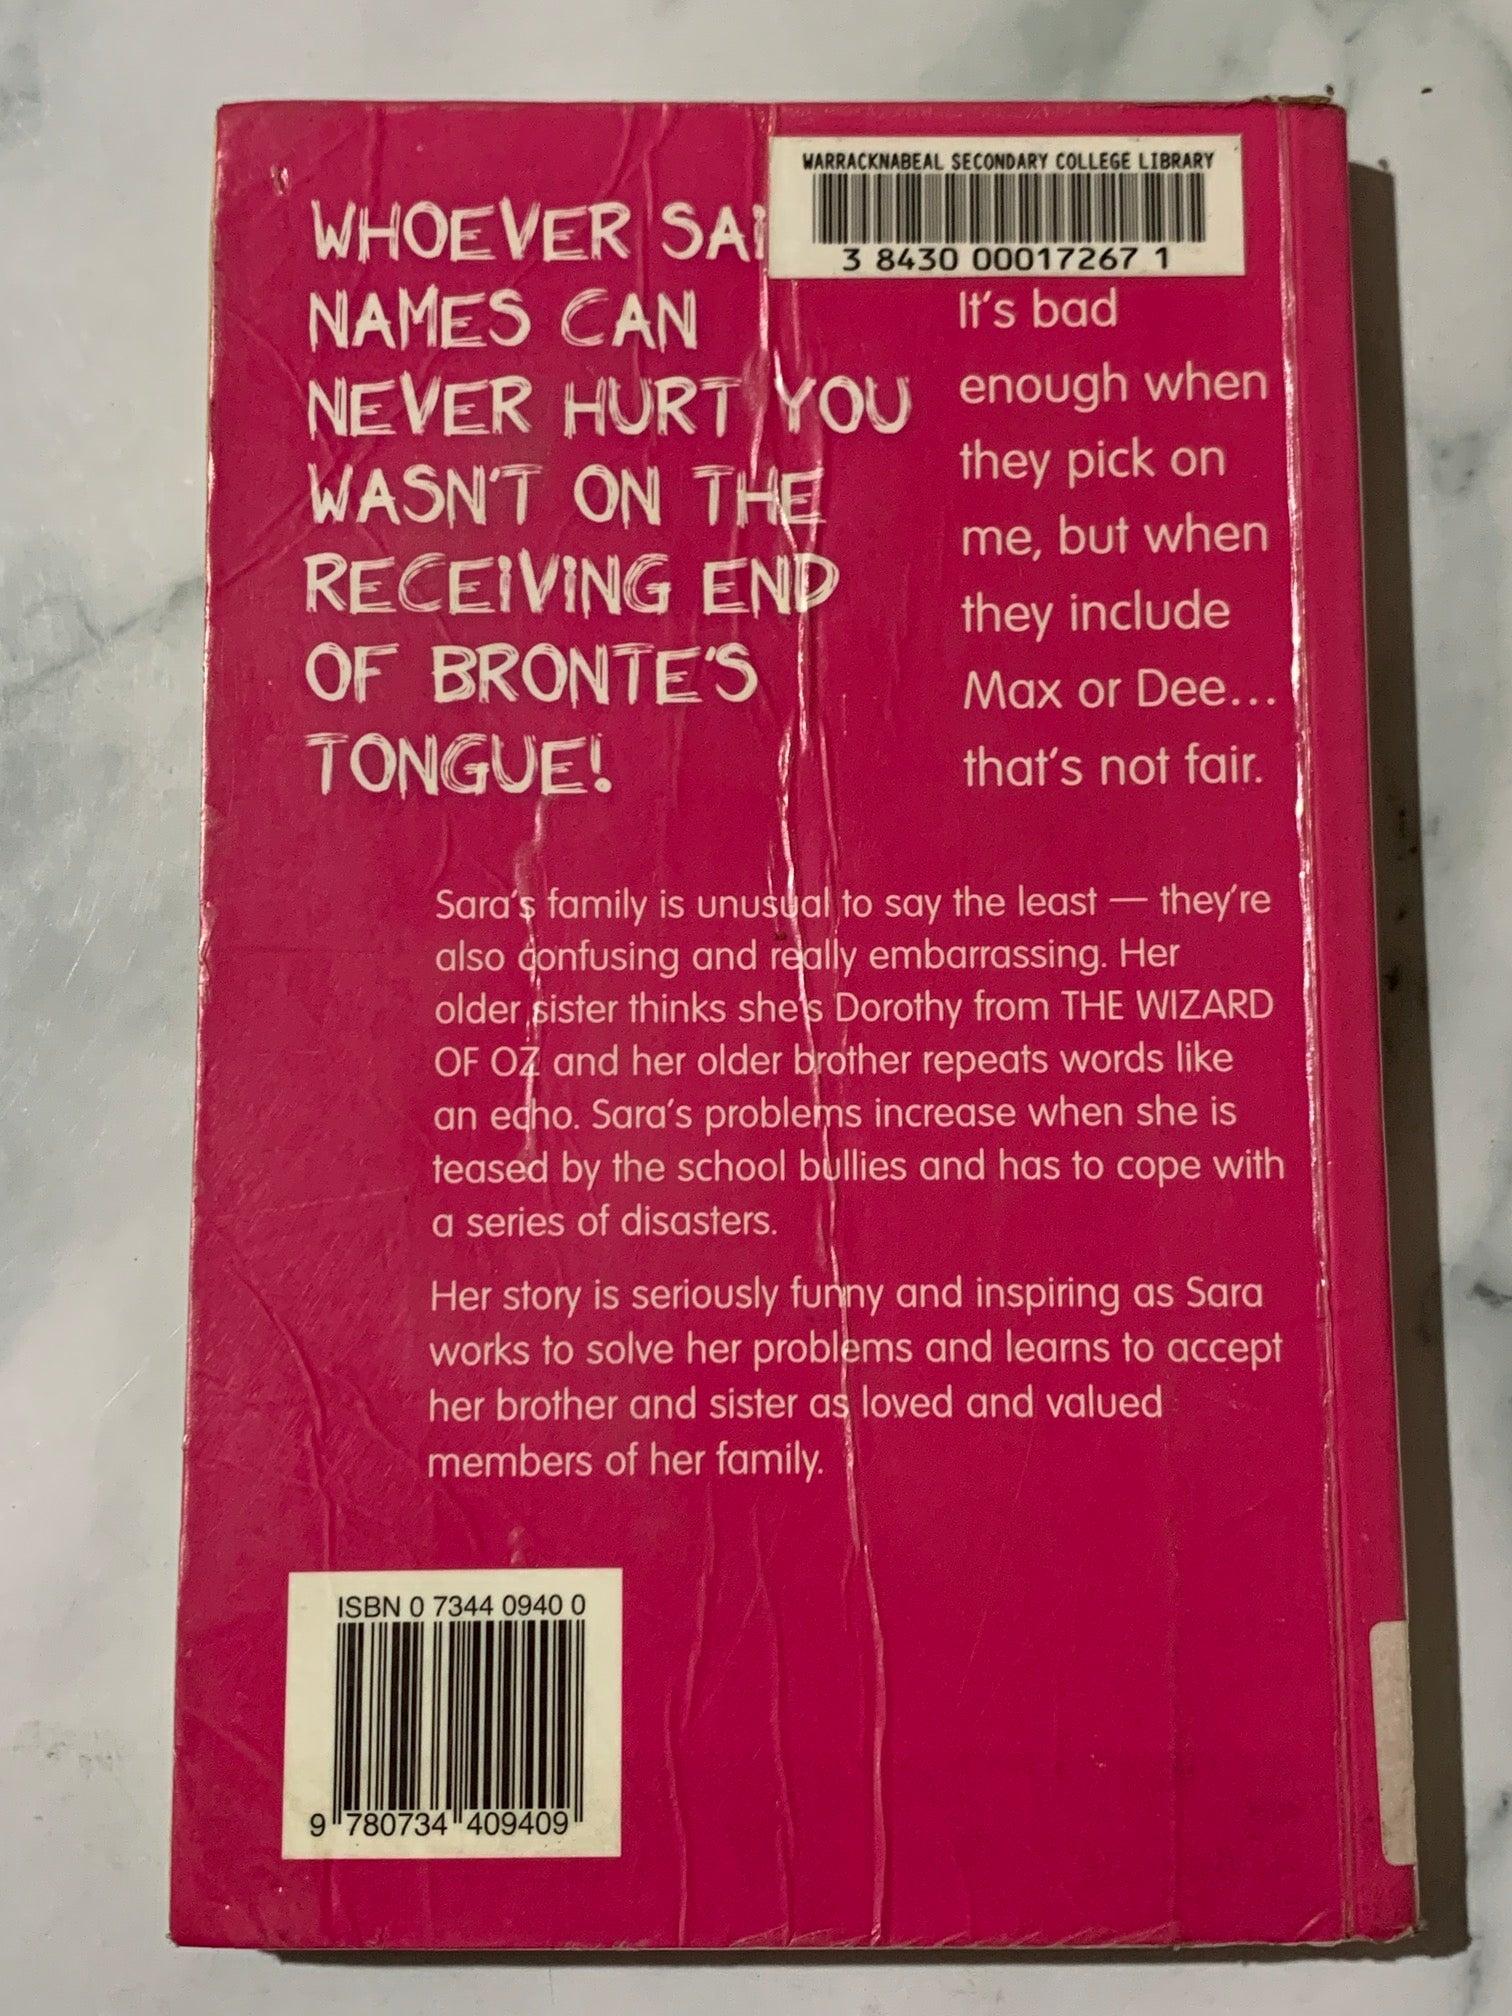 WARRACKNABEAL SECONDARY COLLEGE LIBRARY
3 8430 00017267 1
WHOEVER SAI
NAMES CAN
NEVER HURT YOU
WASN'T ON THE
RECEIVING END
OF BRONTE'S
TONGUE!
It's bad
enough when
they pick on
me, but when
they include
Max or Dee...
that's not fair.
Sara's family is unusual to say the least — they're
also confusing and really embarrassing. Her
older sister thinks she's Dorothy from THE WIZARD
OF OZ and her older brother repeats words like
an echo. Sara's problems increase when she is
teased by the school bullies and has to cope with
a series of disasters.
Her story is seriously funny and inspiring as Sara
works to solve her problems and learns to accept
her brother and sister as loved and valued
members of her family.
ISBN 0 7344 0940 0
9 780734 409409